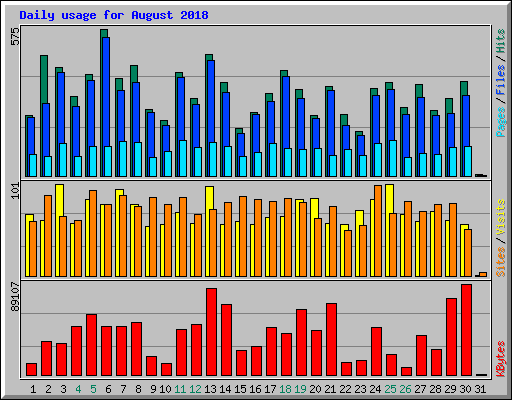 Daily usage for August 2018
575
Pages / Files / Hits
101
Sites / Visits
89107
KBytes
1 2 3 4 5 6 7 8 9 10 11 12 13 14 15 16 17 18 19 20 21 22 23 24 25 26 27 28 29 30 31